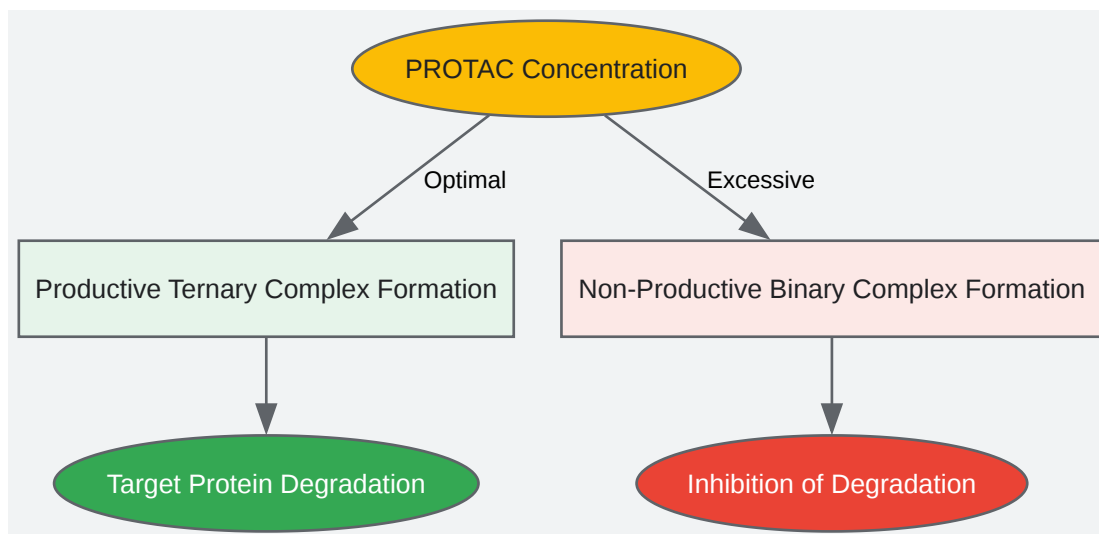 PROTAC Concentration
Optimal
Excessive
Productive Ternary Complex Formation
Non-Productive Binary Complex Formation
Target Protein Degradation
Inhibition of Degradation